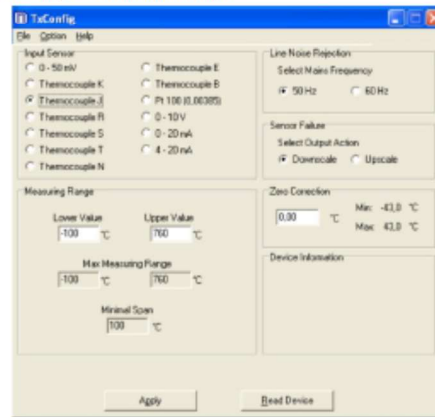 TxConfig
File Option Help
Input Sensor
0 - 50 mV
Thermocouple K
Thermocouple J
Thermocouple R
Thermocouple S
Thermocouple T
Thermocouple N
Thermocouple E
Thermocouple B
Pt 100 (0,00385)
0 - 10 V
0 - 20 mA
4 - 20 mA
Line Noise Rejection
Select Mains Frequency
50 Hz 60 Hz
Sensor Failure
Select Output Action
Downscale Upscale
Measuring Range
Lower Value Upper Value
-100 °C 760 °C
Max Measuring Range
-100 °C 760 °C
Minimal Span
100 °C
Zero Correction
0,00 °C
Min: -43,0 °C
Max: 43,0 °C
Device Information
Apply Read Device